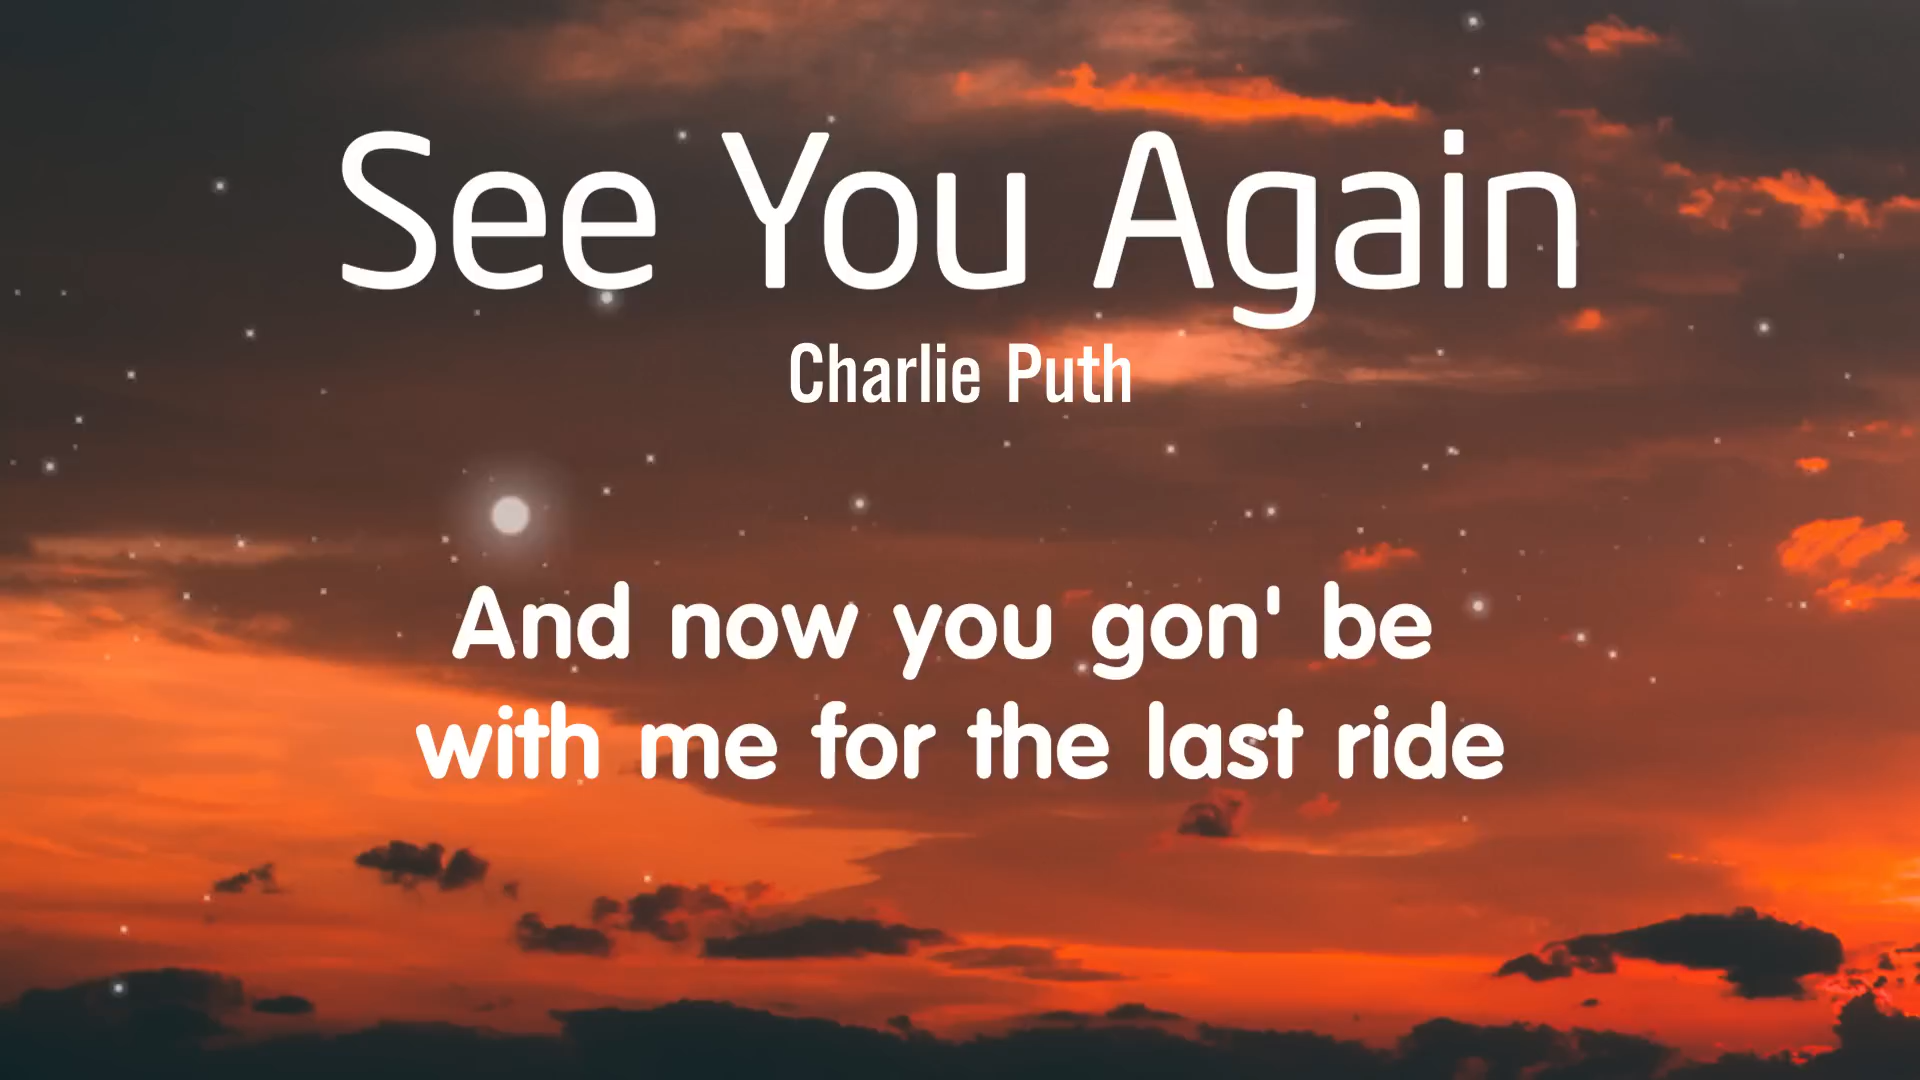 See You Again
Charlie Puth
And now you gon' be
with me for the last ride